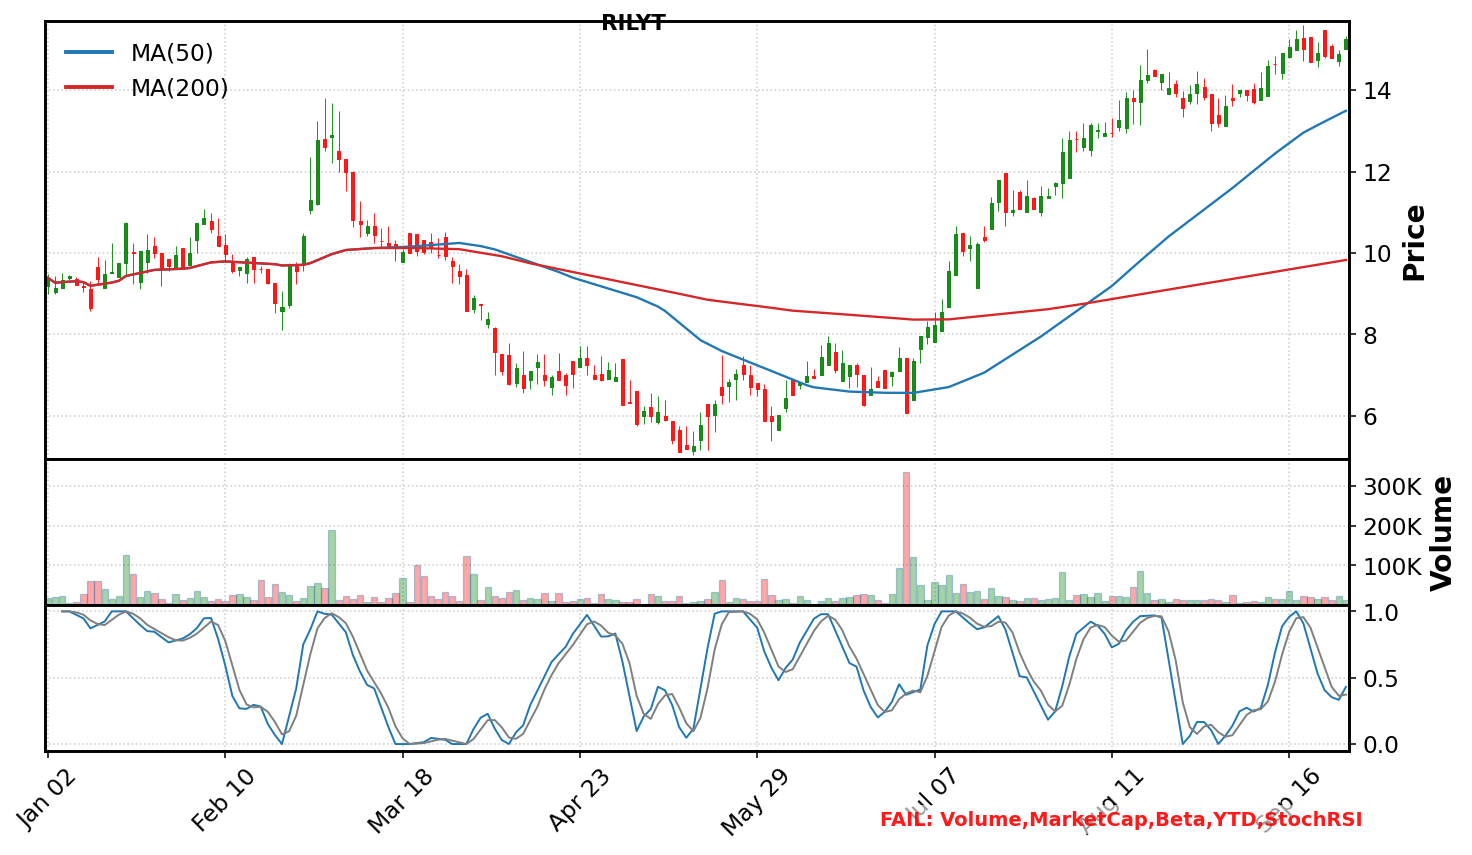 RILYT
MA(50)
MA(200)
14
12
10
8
6
Price
300K
200K
100K
Volume
1.0
0.5
0.0
Jan 02
Feb 10
Mar 18
Apr 23
May 29
Jul 07
Aug 11
Sep 16
FAIL: Volume,MarketCap,Beta,YTD,StochRSI